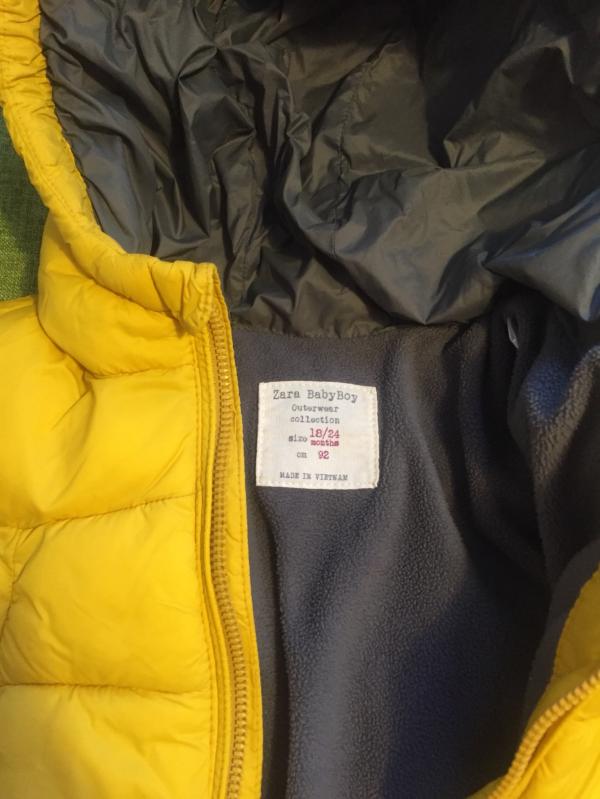 Zara BabyBoy
Outerwear
collection
size 18/24
months
cm 92
MADE IN VIETNAM